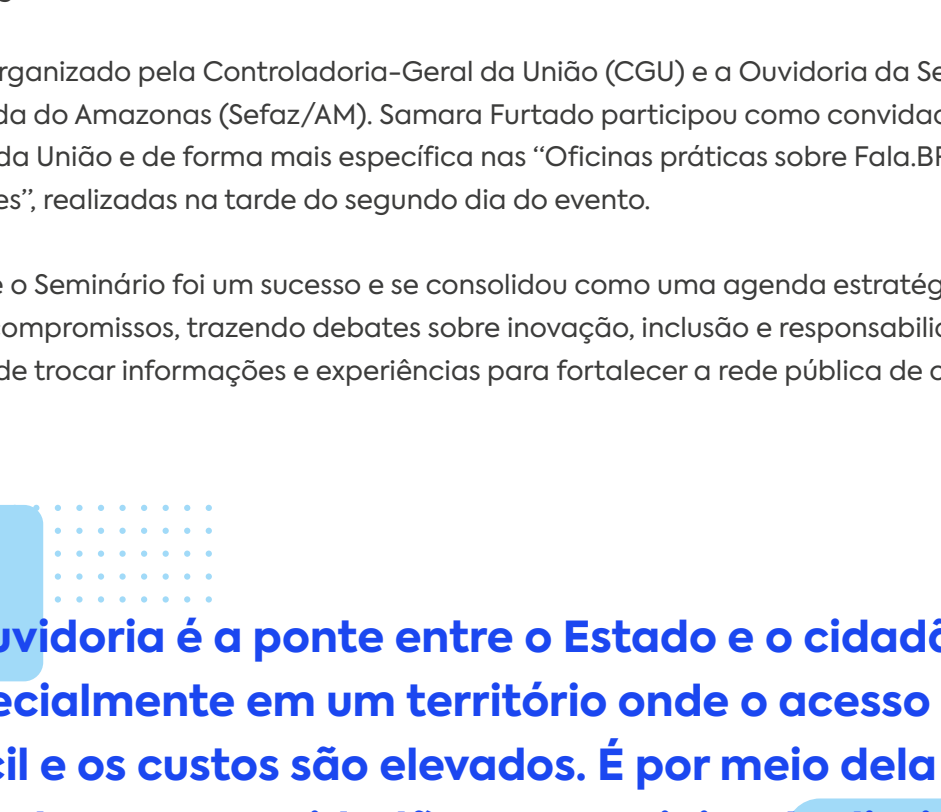 rganizado pela Controladoria-Geral da União (CGU) e a Ouvidoria da Se
da do Amazonas (Sefaz/AM). Samara Furtado participou como convidad
da União e de forma mais específica nas “Oficinas práticas sobre Fala.BR
es”, realizadas na tarde do segundo dia do evento.
e o Seminário foi um sucesso e se consolidou como uma agenda estratég
compromissos, trazendo debates sobre inovação, inclusão e responsabilid
de trocar informações e experiências para fortalecer a rede pública de o
uvidoria é a ponte entre o Estado e o cidadã
ecialmente em um território onde o acesso
cil e os custos são elevados. É por meio dela